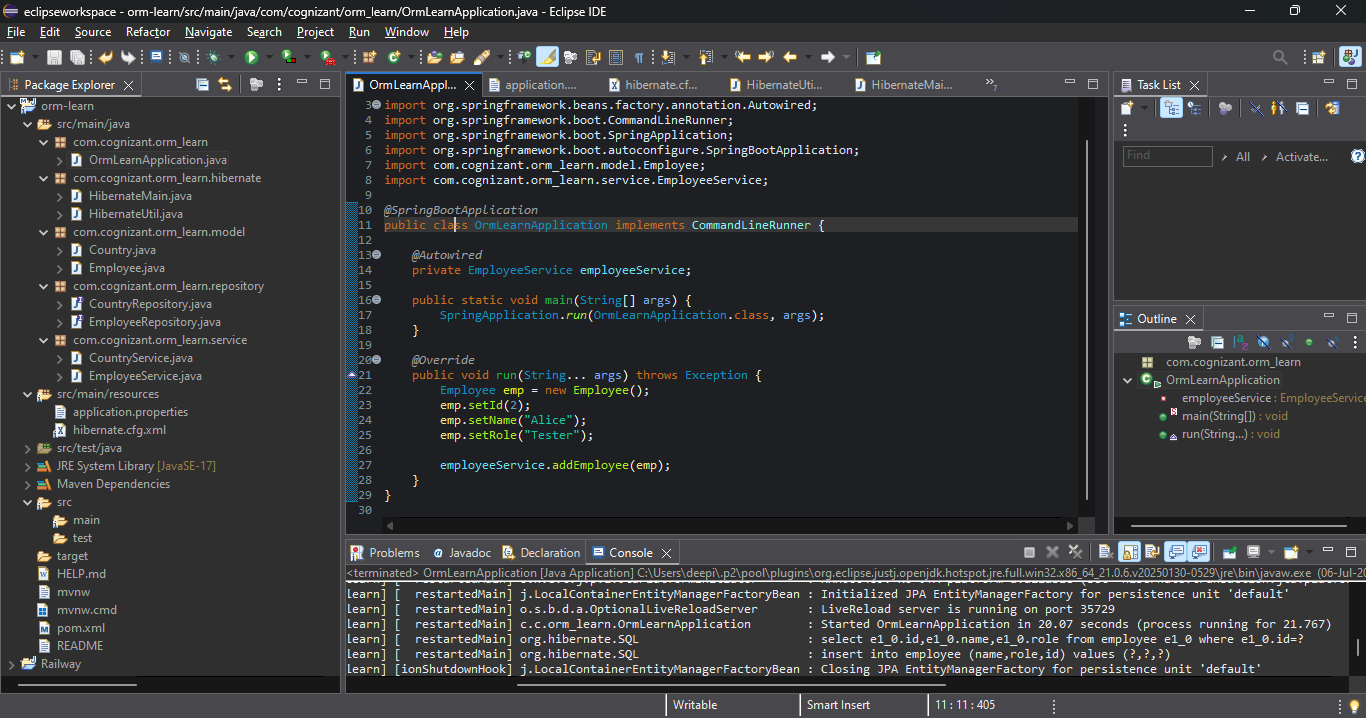 eclipseworkspace - orm-learn/src/main/java/com/cognizant/orm_learn/OrmLearnApplication.java - Eclipse IDE
File Edit Source Refactor Navigate Search Project Run Window Help
Package Explorer
orm-learn
src/main/java
com.cognizant.orm_learn
OrmLearnApplication.java
com.cognizant.orm_learn.hibernate
HibernateMain.java
HibernateUtil.java
com.cognizant.orm_learn.model
Country.java
Employee.java
com.cognizant.orm_learn.repository
CountryRepository.java
EmployeeRepository.java
com.cognizant.orm_learn.service
CountryService.java
EmployeeService.java
src/main/resources
application.properties
hibernate.cfg.xml
src/test/java
JRE System Library [JavaSE-17]
Maven Dependencies
src
main
test
target
HELP.md
mvnw
mvnw.cmd
pom.xml
README
Railway
OrmLearnAppl... application.... hibernate.cf... HibernateUti... HibernateMai... »7
3 import org.springframework.beans.factory.annotation.Autowired;
4 import org.springframework.boot.CommandLineRunner;
5 import org.springframework.boot.SpringApplication;
6 import org.springframework.boot.autoconfigure.SpringBootApplication;
7 import com.cognizant.orm_learn.model.Employee;
8 import com.cognizant.orm_learn.service.EmployeeService;
9
10 @SpringBootApplication
11 public class OrmLearnApplication implements CommandLineRunner {
12
13 @Autowired
14 private EmployeeService employeeService;
15
16 public static void main(String[] args) {
17 SpringApplication.run(OrmLearnApplication.class, args);
18 }
19
20 @Override
21 public void run(String... args) throws Exception {
22 Employee emp = new Employee();
23 emp.setId(2);
24 emp.setName("Alice");
25 emp.setRole("Tester");
26
27 employeeService.addEmployee(emp);
28 }
29 }
30
Task List
Find All Activate...
Outline
com.cognizant.orm_learn
OrmLearnApplication
employeeService : EmployeeService
main(String[]) : void
run(String...) : void
Problems @ Javadoc Declaration Console
<terminated> OrmLearnApplication [Java Application] C:\Users\deepi\.p2\pool\plugins\org.eclipse.justj.openjdk.hotspot.jre.full.win32.x86_64_21.0.6.v20250130-0529\jre\bin\javaw.exe (06-Jul-20
learn] [ restartedMain] j.LocalContainerEntityManagerFactoryBean : Initialized JPA EntityManagerFactory for persistence unit 'default'
learn] [ restartedMain] o.s.b.d.a.OptionalLiveReloadServer : LiveReload server is running on port 35729
learn] [ restartedMain] c.c.orm_learn.OrmLearnApplication : Started OrmLearnApplication in 20.07 seconds (process running for 21.767)
learn] [ restartedMain] org.hibernate.SQL : select e1_0.id,e1_0.name,e1_0.role from employee e1_0 where e1_0.id=?
learn] [ restartedMain] org.hibernate.SQL : insert into employee (name,role,id) values (?,?,?)
learn] [ionShutdownHook] j.LocalContainerEntityManagerFactoryBean : Closing JPA EntityManagerFactory for persistence unit 'default'
Writable Smart Insert 11 : 11 : 405